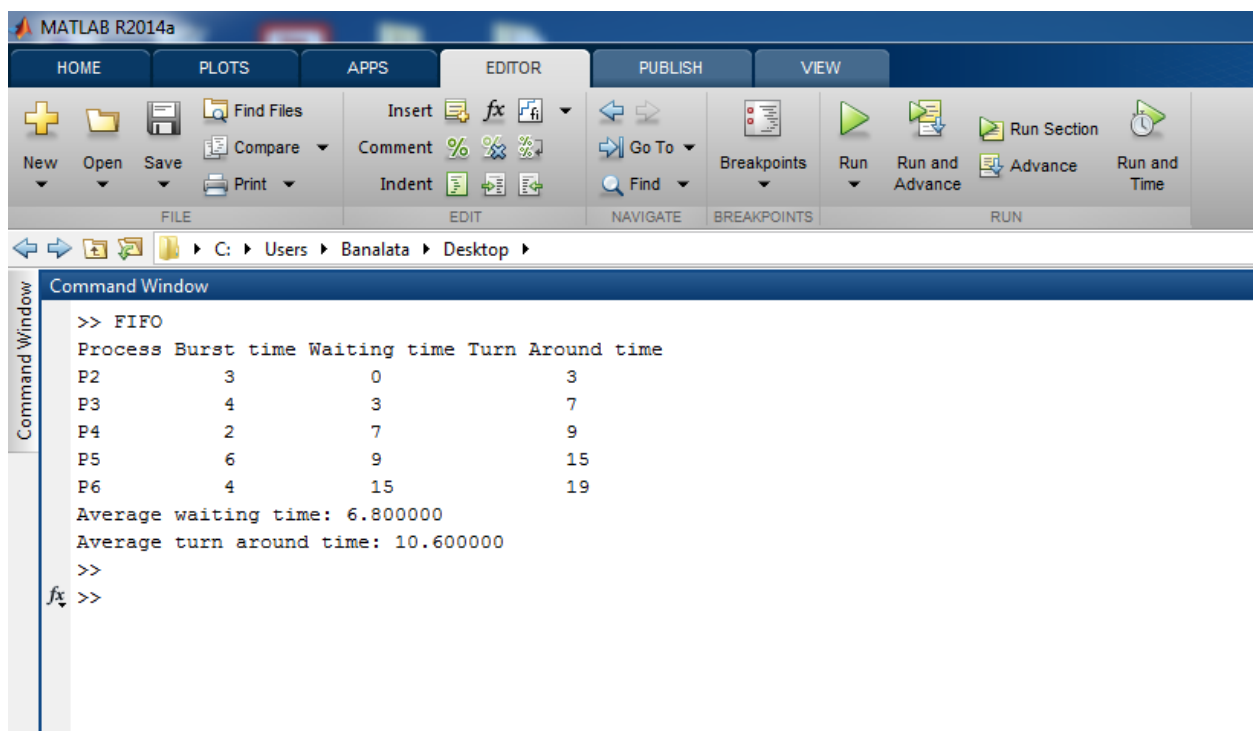 MATLAB R2014a
HOME PLOTS APPS EDITOR PUBLISH VIEW
New Open Save Find Files Compare Print
Insert fx fi Comment % Indent
Go To Find
Breakpoints
Run Run and Advance Run Section Advance Run and Time
FILE EDIT NAVIGATE BREAKPOINTS RUN
C: Users Banalata Desktop
Command Window
Command Window
>> FIFO
Process Burst time Waiting time Turn Around time
P2 3 0 3
P3 4 3 7
P4 2 7 9
P5 6 9 15
P6 4 15 19
Average waiting time: 6.800000
Average turn around time: 10.600000
>>
fx >>